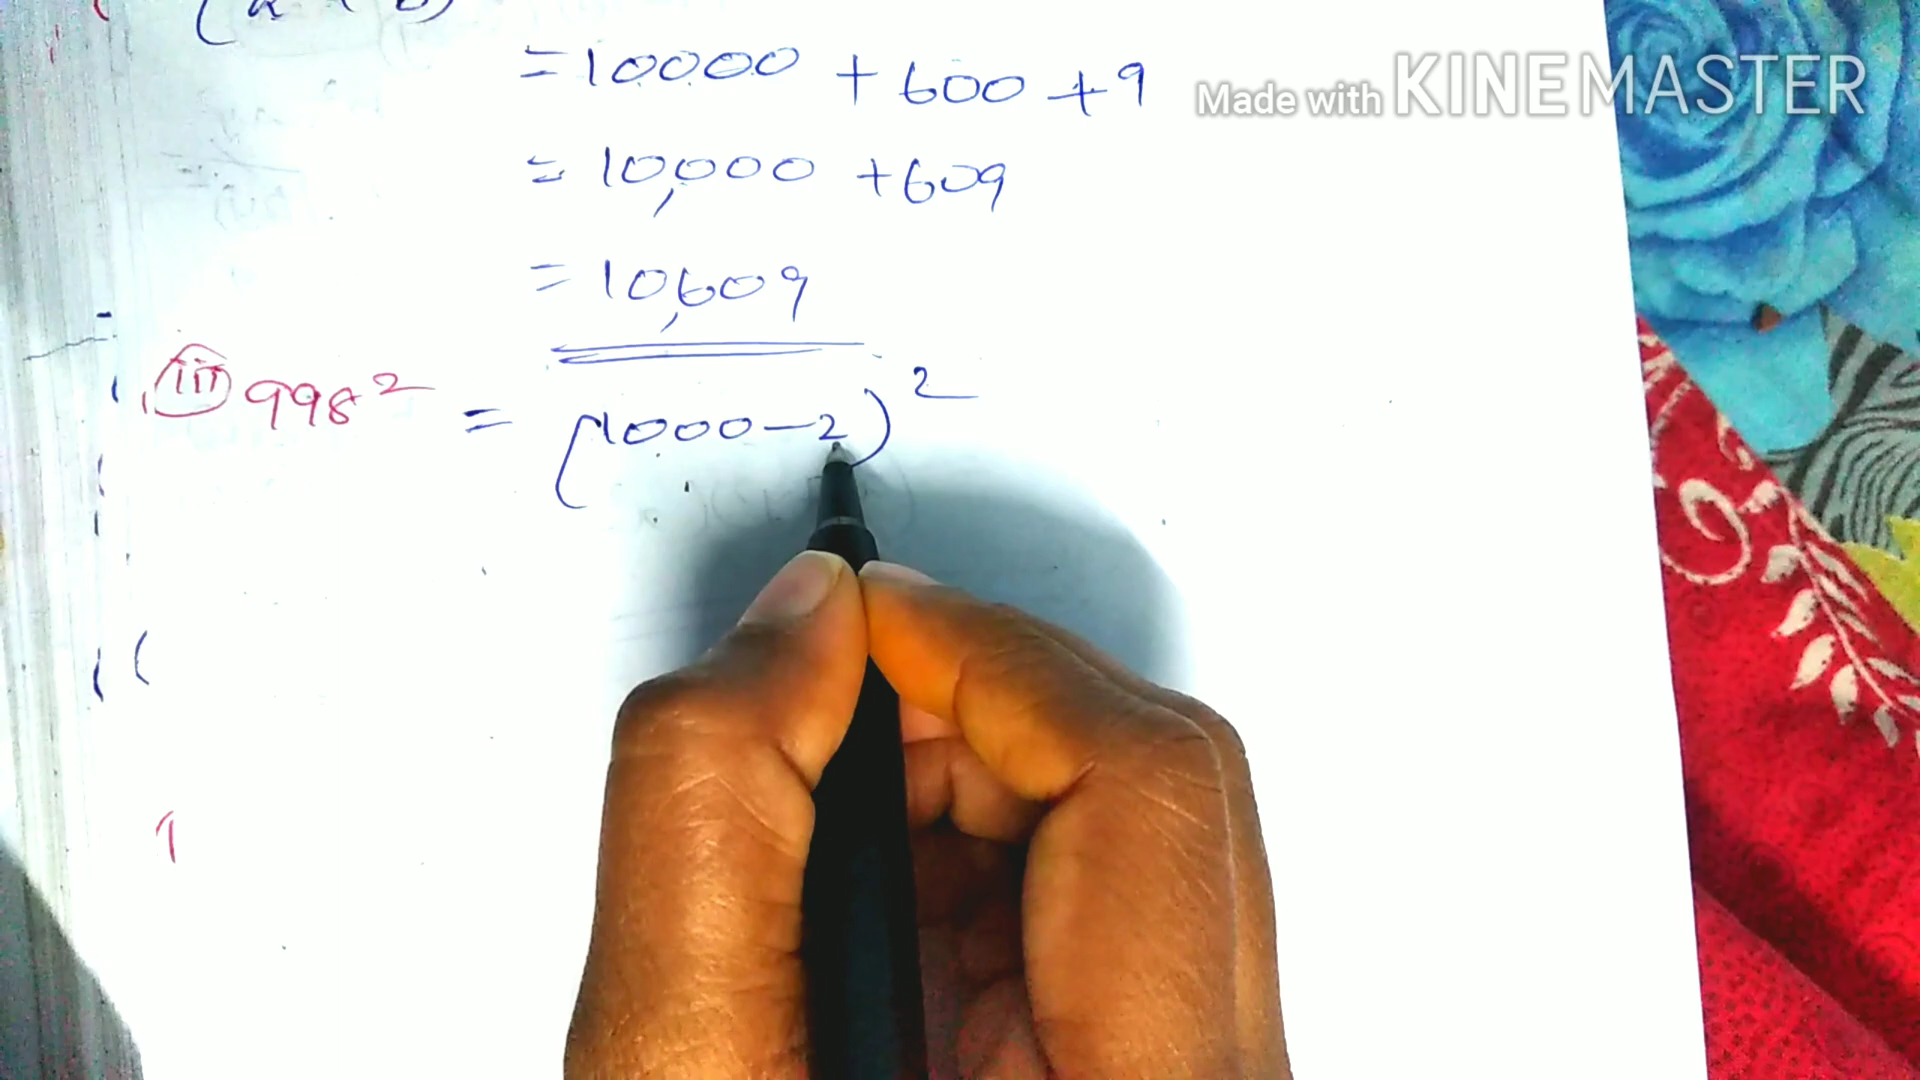 = 10000 + 600 + 9
Made with KINEMASTER
= 10,000 + 609
= 10,609
iii 998² = (1000-2)²